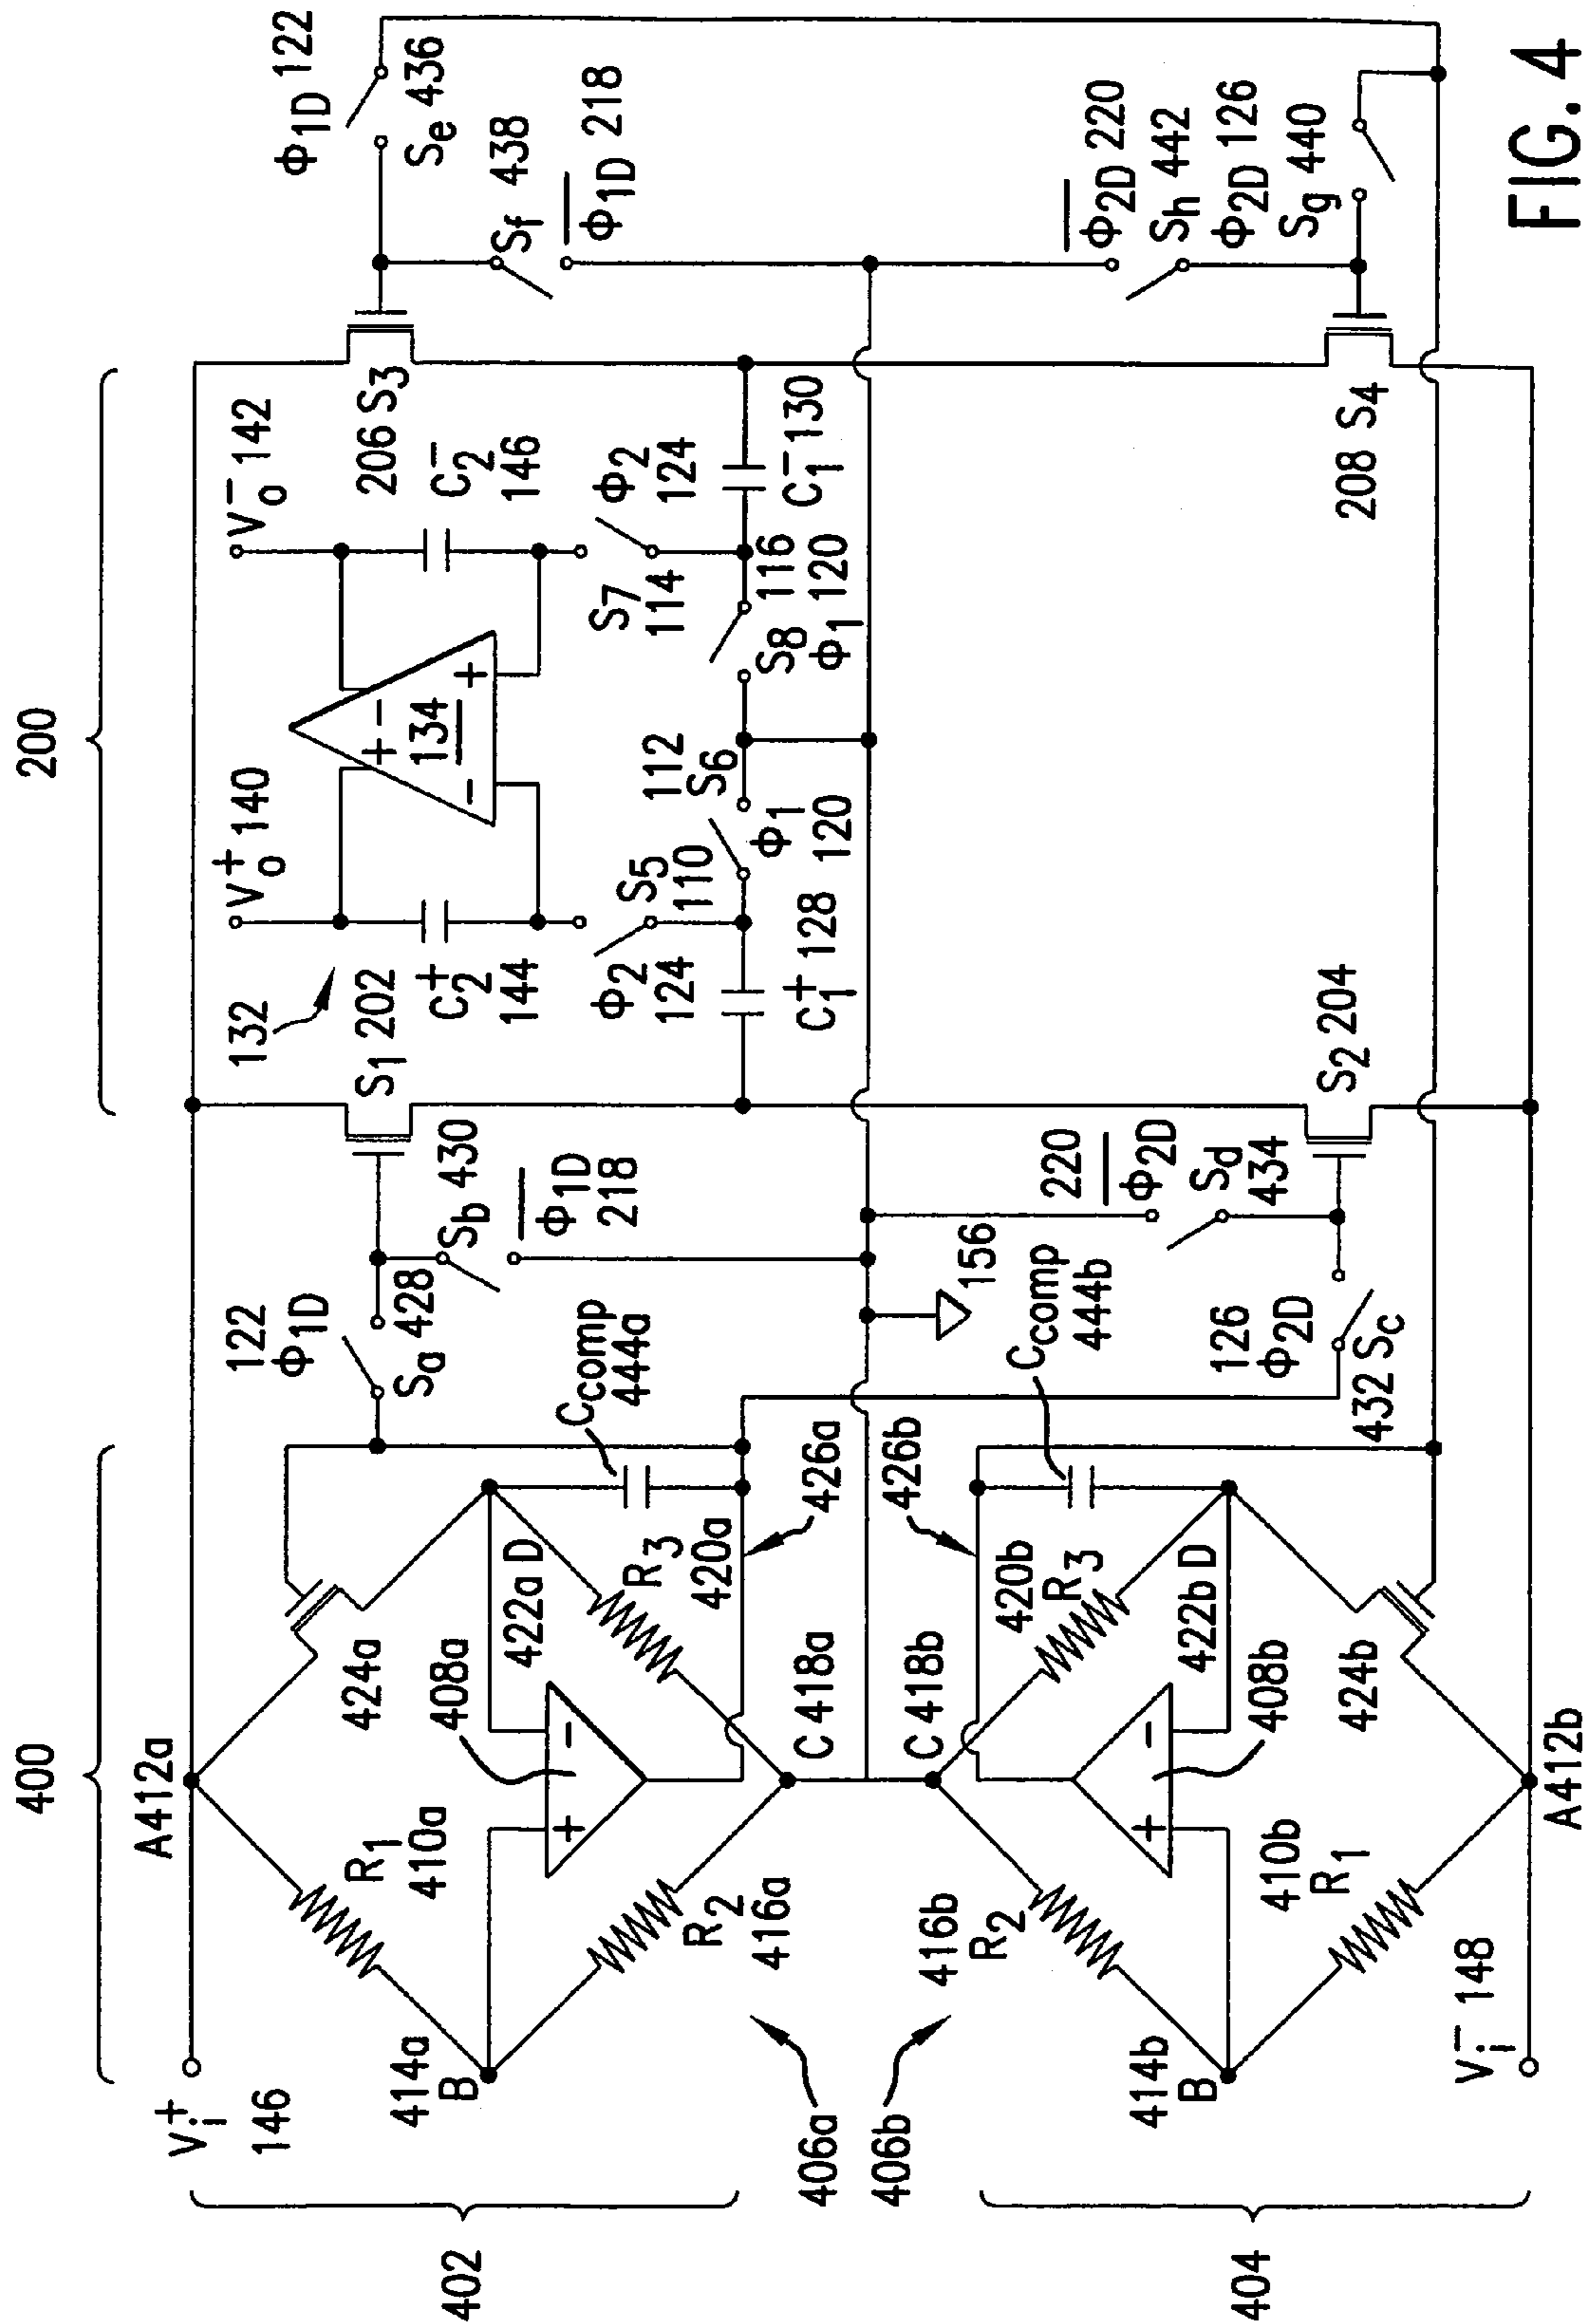 200
400
V_o^+ 140
V_o^- 142
132
Φ_1D 122
A412a
V_i^+
146
S_1 202
C_2^+
144
+ -
134
- +
C_2^-
146
206 S_3
S_e 436
122
Φ_1D
S_a 428
S_b 430
Φ̅_1D
218
S_f 438
Φ̅_1D 218
R_1
410a
424a
414a
B
408a
422a D
+ -
C_comp
444a
Φ_2
124
S_5
110
S_7
114
Φ_2
124
R_3
420a
R_2
416a
402
C_1^+ 128
112
S_6
Φ_1
120
S_8 116
Φ_1 120
C_1^- 130
426a
C 418a
406a
406b
C 418b
426b
156
C_comp
444b
416b
R_2
420b
R_3
220
Φ̅_2D
S_d
434
Φ̅_2D 220
S_h 442
Φ_2D 126
S_g 440
414b
B
+ -
422b D
408b
410b
R_1
424b
126
Φ_2D
432 S_c
S_2 204
208 S_4
404
V_i^- 148
A412b
FIG. 4